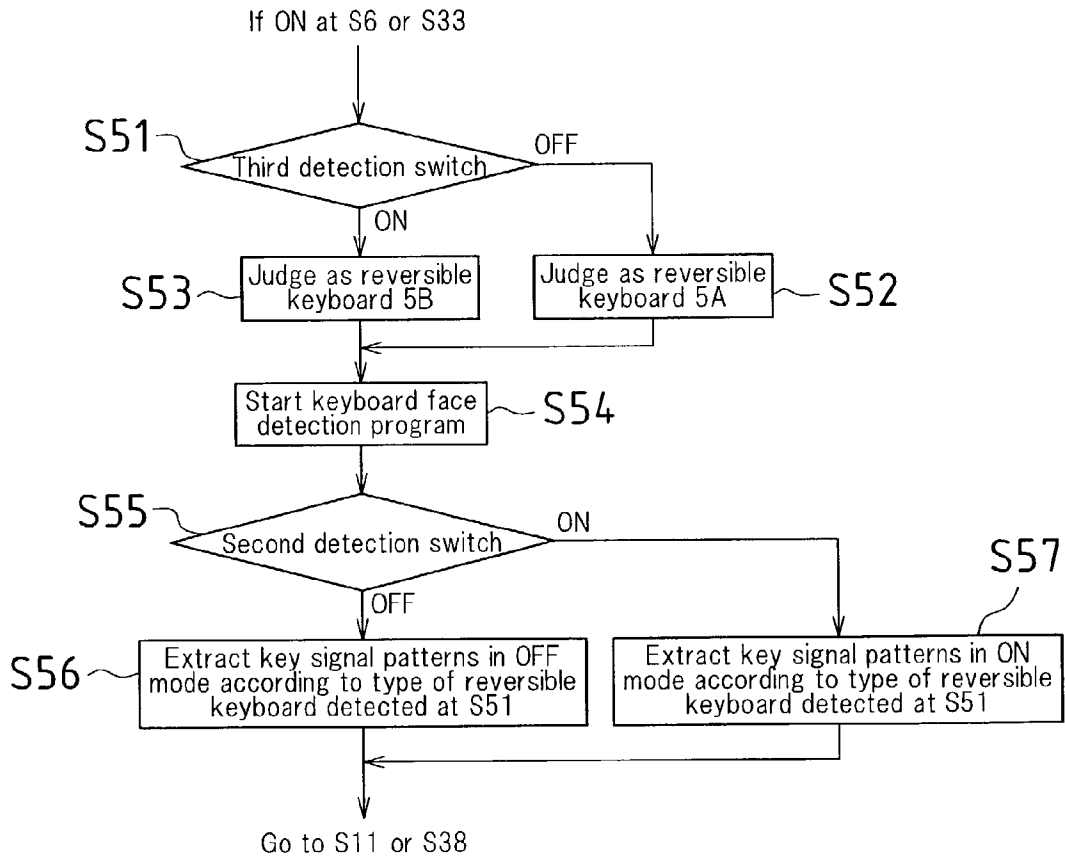 If ON at S6 or S33
S51
Third detection switch
OFF
ON
S53
Judge as reversible
keyboard 5B
Judge as reversible
keyboard 5A
S52
Start keyboard face
detection program
S54
S55
Second detection switch
ON
OFF
S57
S56
Extract key signal patterns in OFF
mode according to type of reversible
keyboard detected at S51
Extract key signal patterns in ON
mode according to type of reversible
keyboard detected at S51
Go to S11 or S38